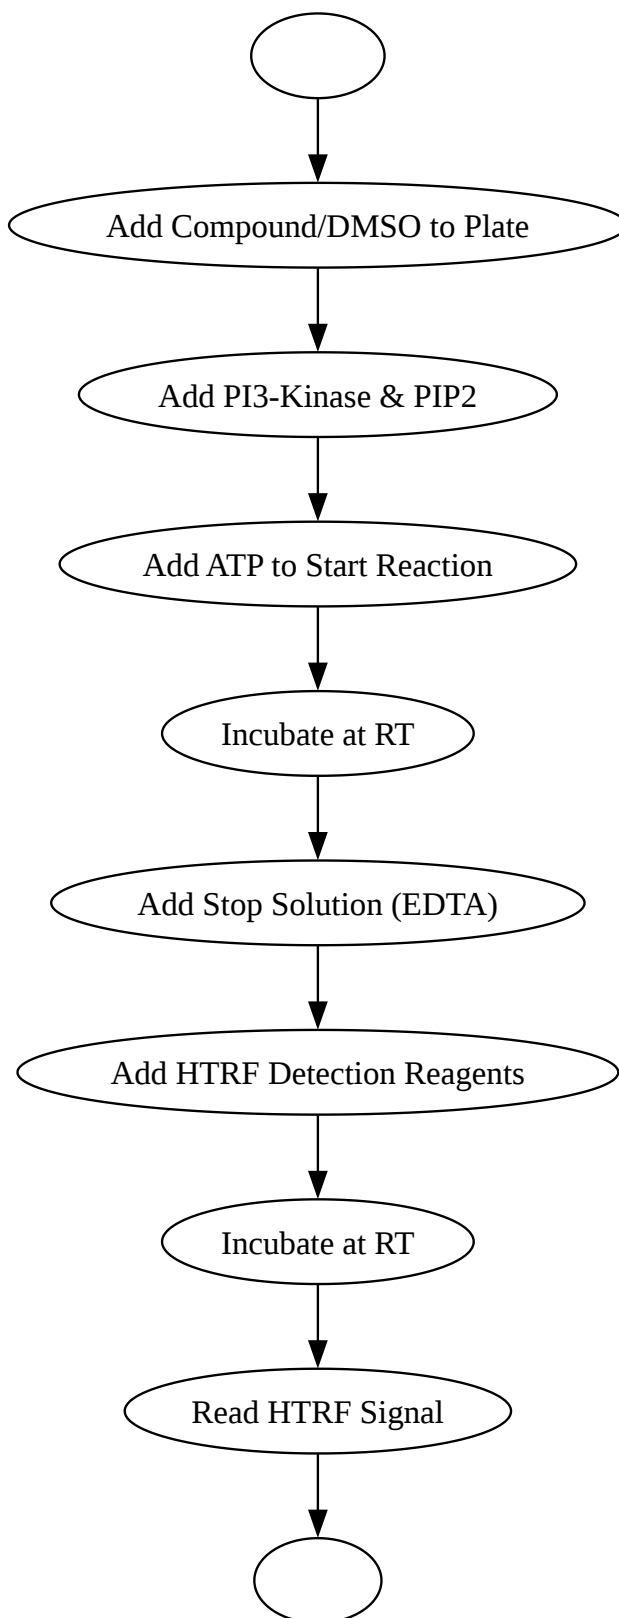 Add Compound/DMSO to Plate
Add PI3-Kinase & PIP2
Add ATP to Start Reaction
Incubate at RT
Add Stop Solution (EDTA)
Add HTRF Detection Reagents
Incubate at RT
Read HTRF Signal